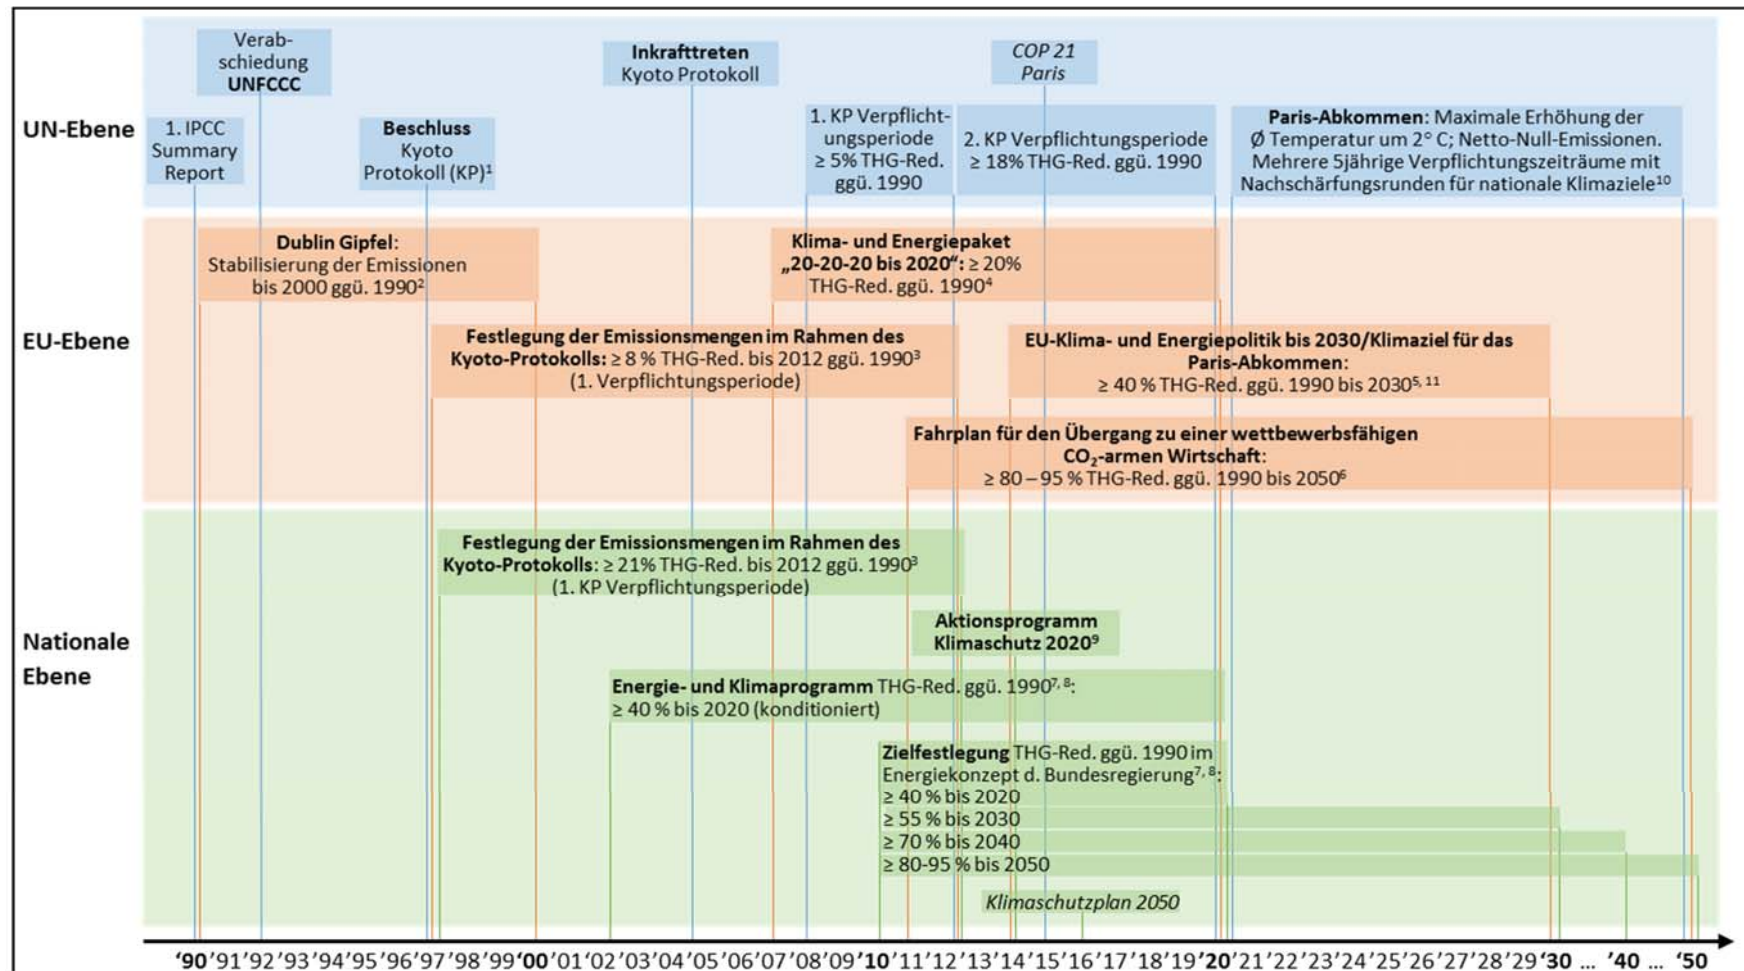 UN-Ebene
Verab-
schiedung
UNFCCC
1. IPCC
Summary
Report
Beschluss
Kyoto
Protokoll (KP)¹
Inkrafttreten
Kyoto Protokoll
COP 21
Paris
1. KP Verpflicht-
ungsperiode
≥ 5% THG-Red.
ggü. 1990
2. KP Verpflichtungsperiode
≥ 18% THG-Red. ggü. 1990
Paris-Abkommen: Maximale Erhöhung der
Ø Temperatur um 2° C; Netto-Null-Emissionen.
Mehrere 5jährige Verpflichtungszeiträume mit
Nachschärfungsrunden für nationale Klimaziele¹⁰
EU-Ebene
Dublin Gipfel:
Stabilisierung der Emissionen
bis 2000 ggü. 1990²
Klima- und Energiepaket
„20-20-20 bis 2020“: ≥ 20%
THG-Red. ggü. 1990⁴
Festlegung der Emissionsmengen im Rahmen des
Kyoto-Protokolls: ≥ 8 % THG-Red. bis 2012 ggü. 1990³
(1. Verpflichtungsperiode)
EU-Klima- und Energiepolitik bis 2030/Klimaziel für das
Paris-Abkommen:
≥ 40 % THG-Red. ggü. 1990 bis 2030⁵, ¹¹
Fahrplan für den Übergang zu einer wettbewerbsfähigen
CO₂-armen Wirtschaft:
≥ 80 – 95 % THG-Red. ggü. 1990 bis 2050⁶
Nationale
Ebene
Festlegung der Emissionsmengen im Rahmen des
Kyoto-Protokolls: ≥ 21% THG-Red. bis 2012 ggü. 1990³
(1. KP Verpflichtungsperiode)
Aktionsprogramm
Klimaschutz 2020⁹
Energie- und Klimaprogramm THG-Red. ggü. 1990⁷, ⁸:
≥ 40 % bis 2020 (konditioniert)
Zielfestlegung THG-Red. ggü. 1990 im
Energiekonzept d. Bundesregierung⁷, ⁸:
≥ 40 % bis 2020
≥ 55 % bis 2030
≥ 70 % bis 2040
≥ 80-95 % bis 2050
Klimaschutzplan 2050
'90 '91 '92 '93 '94 '95 '96 '97 '98 '99 '00 '01 '02 '03 '04 '05 '06 '07 '08 '09 '10 '11 '12 '13 '14 '15 '16 '17 '18 '19 '20 '21 '22 '23 '24 '25 '26 '27 '28 '29 '30 ... '40 ... '50